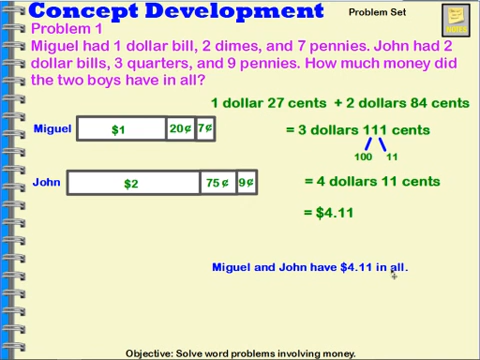 Concept Development
Problem Set
NOTES
Problem 1
Miguel had 1 dollar bill, 2 dimes, and 7 pennies. John had 2
dollar bills, 3 quarters, and 9 pennies. How much money did
the two boys have in all?
1 dollar 27 cents + 2 dollars 84 cents
Miguel $1 20¢ 7¢
= 3 dollars 111 cents
100 11
John $2 75¢ 9¢
= 4 dollars 11 cents
= $4.11
Miguel and John have $4.11 in all.
Objective: Solve word problems involving money.